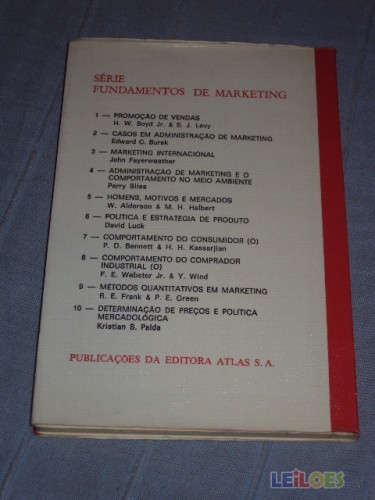 SÉRIE
FUNDAMENTOS DE MARKETING
1 — PROMOÇÃO DE VENDAS
H. W. Boyd Jr. & S. J. Levy
2 — CASOS EM ADMINISTRAÇÃO DE MARKETING
Edward C. Bursk
3 — MARKETING INTERNACIONAL
John Fayerweather
4 — ADMINISTRAÇÃO DE MARKETING E O
COMPORTAMENTO NO MEIO AMBIENTE
Perry Bliss
5 — HOMENS, MOTIVOS E MERCADOS
W. Alderson & M. H. Halbert
6 — POLÍTICA E ESTRATÉGIA DE PRODUTO
David Luck
7 — COMPORTAMENTO DO CONSUMIDOR (O)
P. D. Bennett & H. H. Kassarjian
8 — COMPORTAMENTO DO COMPRADOR
INDUSTRIAL (O)
F. E. Webster Jr. & Y. Wind
9 — MÉTODOS QUANTITATIVOS EM MARKETING
R. E. Frank & P. E. Green
10 — DETERMINAÇÃO DE PREÇOS E POLÍTICA
MERCADOLÓGICA
Kristian S. Palda
PUBLICAÇÕES DA EDITORA ATLAS S. A.
LEiLOES